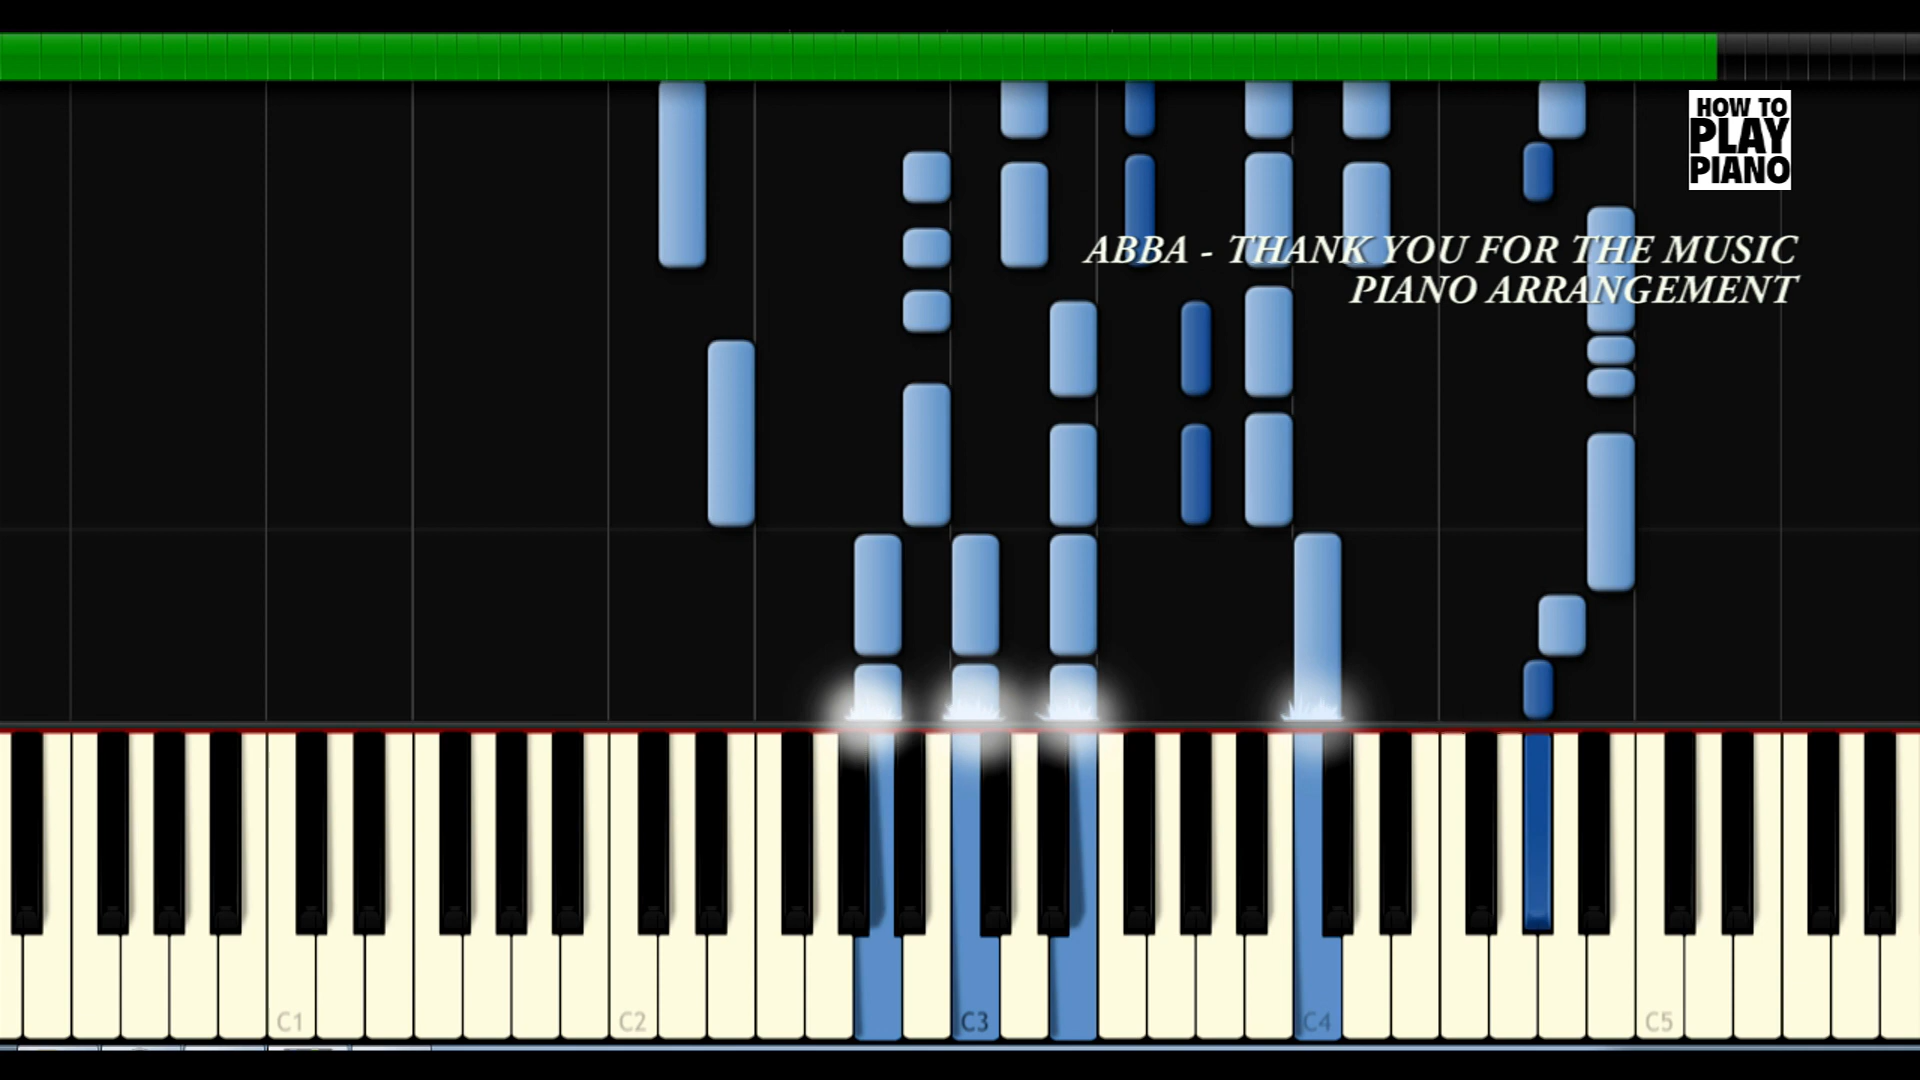 HOW TO
PLAY
PIANO
ABBA - THANK YOU FOR THE MUSIC
PIANO ARRANGEMENT
C1
C2
C3
C4
C5